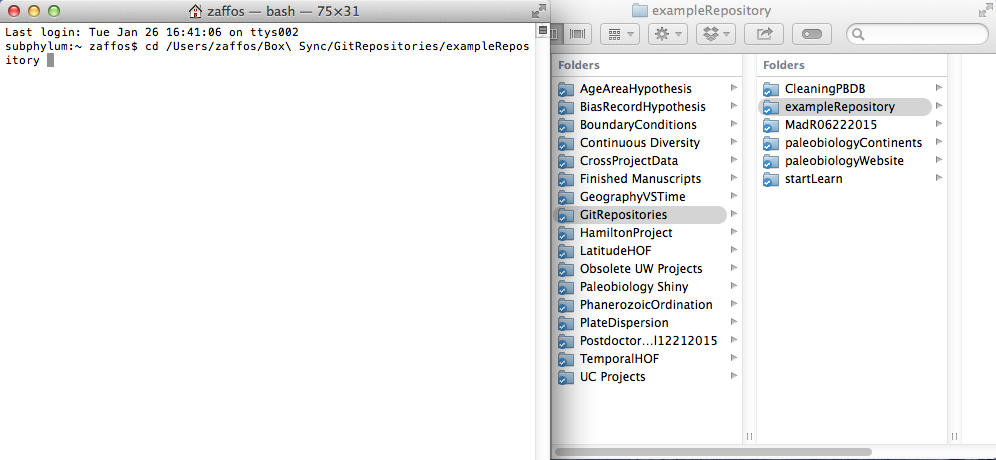 zaffos — bash — 75×31
Last login: Tue Jan 26 16:41:06 on ttys002
subphylum:~ zaffos$ cd /Users/zaffos/Box\ Sync/GitRepositories/exampleRepos
itory
exampleRepository
Folders
AgeAreaHypothesis
BiasRecordHypothesis
BoundaryConditions
Continuous Diversity
CrossProjectData
Finished Manuscripts
GeographyVSTime
GitRepositories
HamiltonProject
LatitudeHOF
Obsolete UW Projects
Paleobiology Shiny
PhanerozoicOrdination
PlateDispersion
Postdoctor...l12212015
TemporalHOF
UC Projects
Folders
CleaningPBDB
exampleRepository
MadR06222015
paleobiologyContinents
paleobiologyWebsite
startLearn